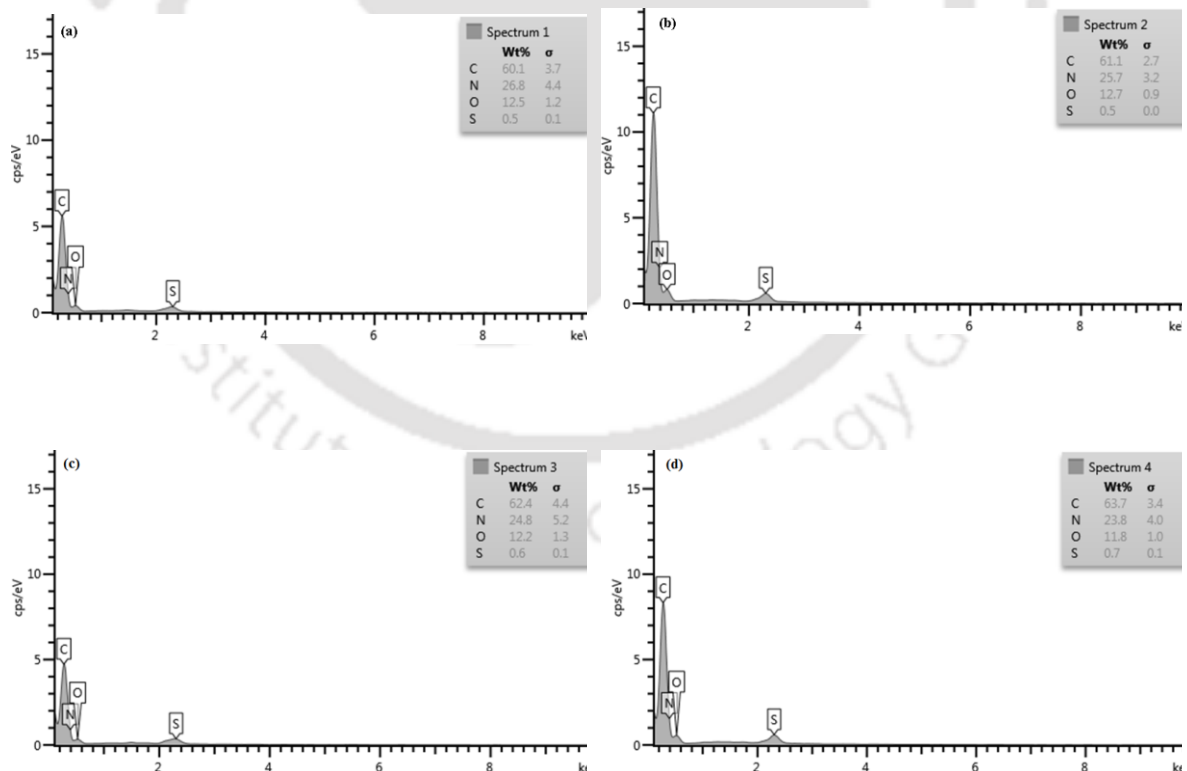 (a)
Spectrum 1
Wt% σ
C 60.1 3.7
N 26.8 4.4
O 12.5 1.2
S 0.5 0.1
15
10
5
0
cps/eV
C
N
O
S
2 4 6 8 keV
(b)
Spectrum 2
Wt% σ
C 61.1 2.7
N 25.7 3.2
O 12.7 0.9
S 0.5 0.0
15
10
5
0
cps/eV
C
N
O
S
2 4 6 8
(c)
Spectrum 3
Wt% σ
C 62.4 4.4
N 24.8 5.2
O 12.2 1.3
S 0.6 0.1
15
10
5
0
cps/eV
C
N
O
S
2 4 6 8
(d)
Spectrum 4
Wt% σ
C 63.7 3.4
N 23.8 4.0
O 11.8 1.0
S 0.7 0.1
15
10
5
0
cps/eV
C
N
O
S
2 4 6 8